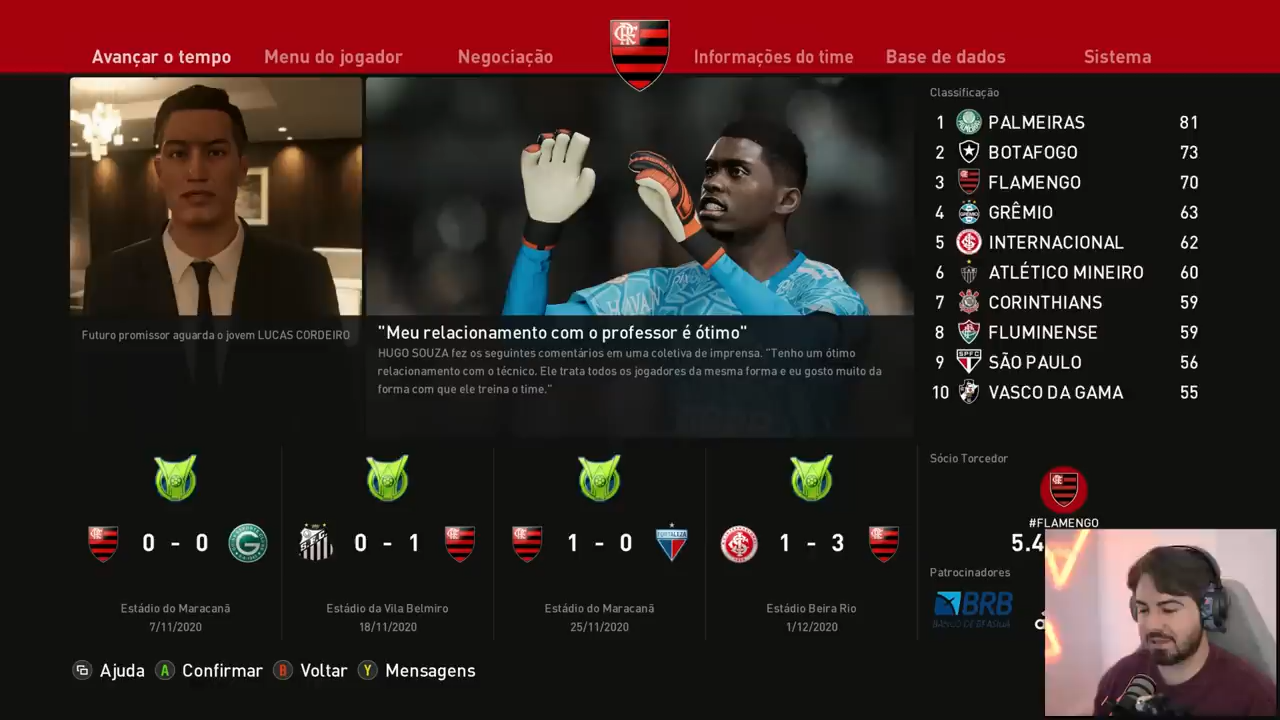 Avançar o tempo
Menu do jogador
Negociação
Informações do time
Base de dados
Sistema
Futuro promissor aguarda o jovem LUCAS CORDEIRO
HAVAN
"Meu relacionamento com o professor é ótimo"
HUGO SOUZA fez os seguintes comentários em uma coletiva de imprensa. "Tenho um ótimo
relacionamento com o técnico. Ele trata todos os jogadores da mesma forma e eu gosto muito da
forma com que ele treina o time."
Classificação
1 PALMEIRAS 81
2 BOTAFOGO 73
3 FLAMENGO 70
4 GRÊMIO 63
5 INTERNACIONAL 62
6 ATLÉTICO MINEIRO 60
7 CORINTHIANS 59
8 FLUMINENSE 59
9 SÃO PAULO 56
10 VASCO DA GAMA 55
0 - 0
Estádio do Maracanã
7/11/2020
0 - 1
Estádio da Vila Belmiro
18/11/2020
1 - 0
FORTALEZA
Estádio do Maracanã
25/11/2020
1 - 3
Estádio Beira Rio
1/12/2020
Sócio Torcedor
#FLAMENGO
5.4
Patrocinadores
BRB
BANCO DE BRASÍLIA
Ajuda
A Confirmar
B Voltar
Y Mensagens